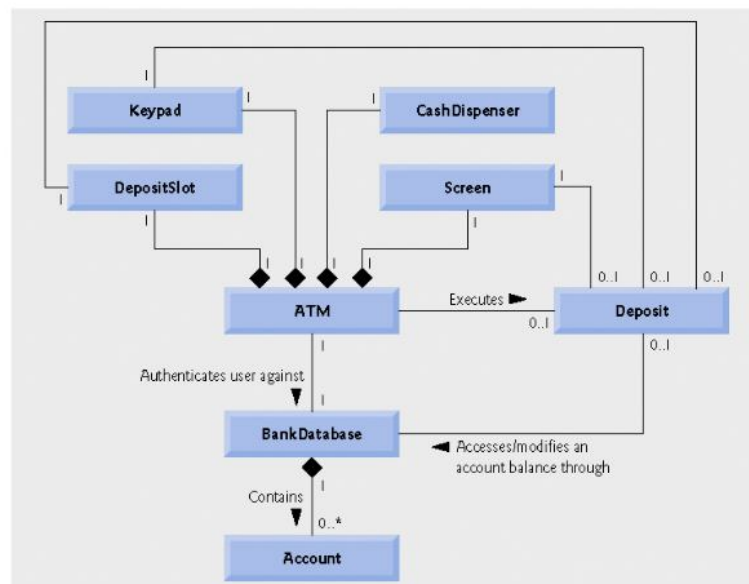 1
1
1
Keypad
CashDispenser
DepositSlot
Screen
1
1
1
1
1
1
1
1
0..1
0..1
0..1
ATM
Executes
Deposit
0..1
1
0..1
Authenticates user against
1
BankDatabase
Accesses/modifies an
account balance through
1
Contains
0..*
Account